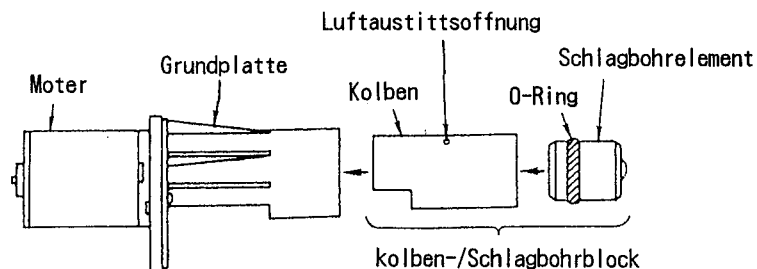 Luftaustittsoffnung
Grundplatte
Schlagbohrelement
Moter
Kolben
O-Ring
kolben-/Schlagbohrblock